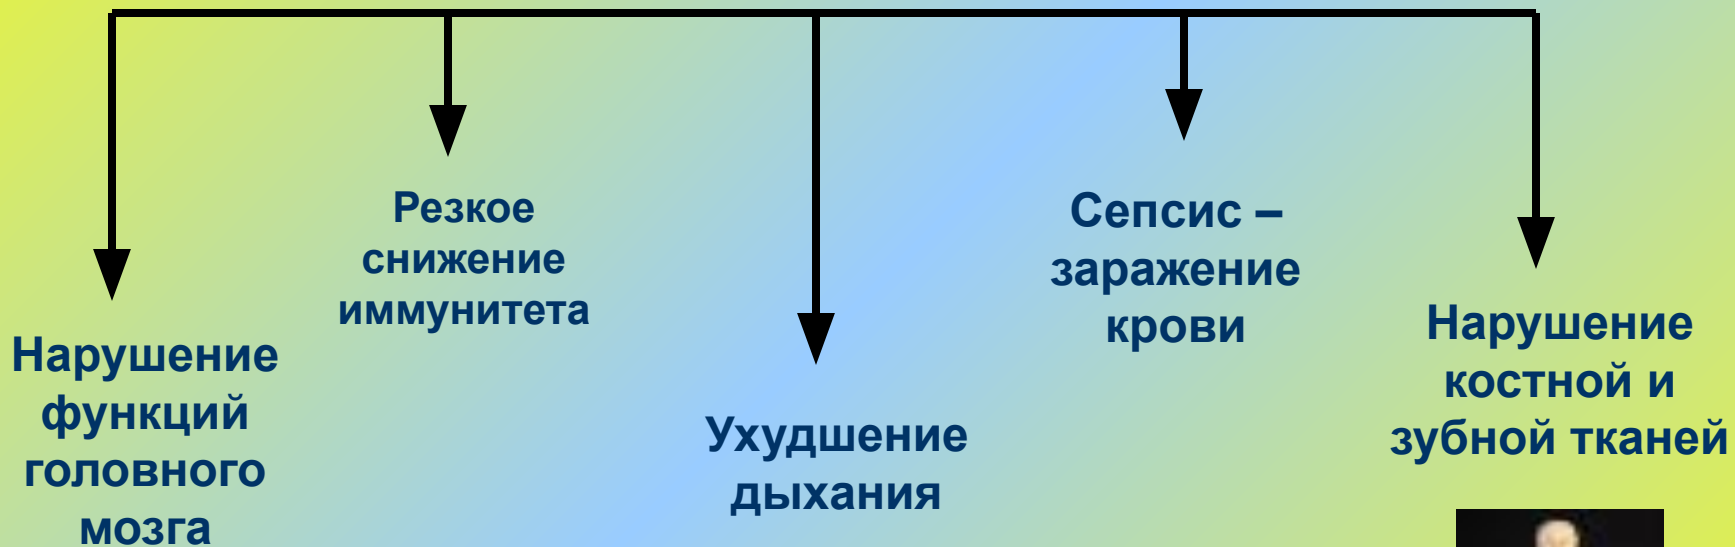 Нарушение
функций
головного
мозга
Резкое
снижение
иммунитета
Ухудшение
дыхания
Сепсис –
заражение
крови
Нарушение
костной и
зубной тканей